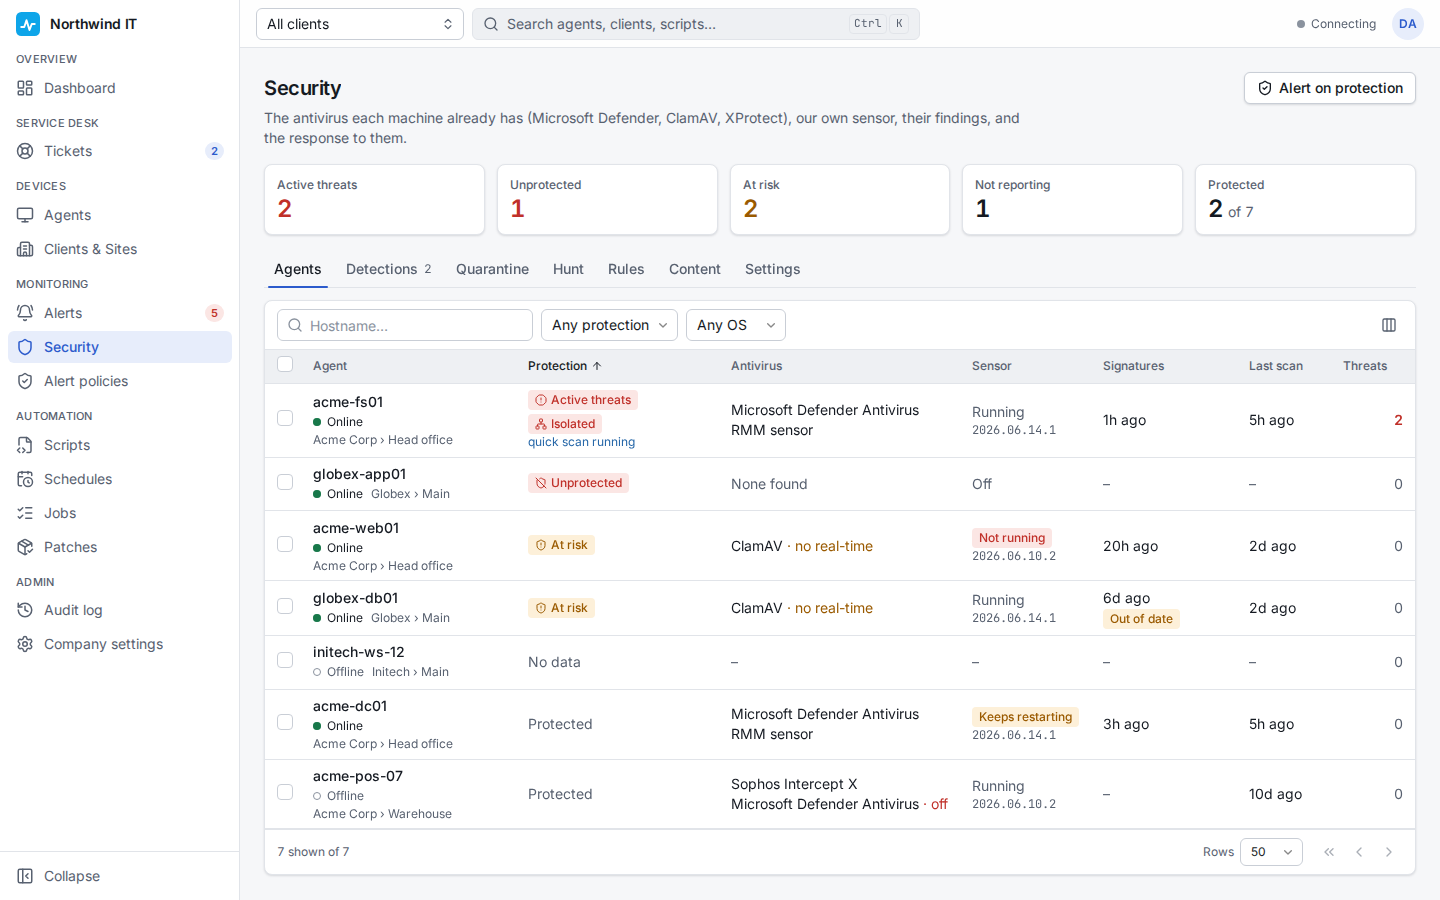 Northwind IT
All clients
Search agents, clients, scripts...
Ctrl K
Connecting
DA
OVERVIEW
Dashboard
SERVICE DESK
Tickets 2
DEVICES
Agents
Clients & Sites
MONITORING
Alerts 5
Security
Alert policies
AUTOMATION
Scripts
Schedules
Jobs
Patches
ADMIN
Audit log
Company settings
Collapse
Security
Alert on protection
The antivirus each machine already has (Microsoft Defender, ClamAV, XProtect), our own sensor, their findings, and
the response to them.
Active threats
2
Unprotected
1
At risk
2
Not reporting
1
Protected
2 of 7
Agents Detections 2 Quarantine Hunt Rules Content Settings
Hostname... Any protection Any OS
Agent Protection ↑ Antivirus Sensor Signatures Last scan Threats
acme-fs01
Online
Acme Corp › Head office
Active threats
Isolated
quick scan running
Microsoft Defender Antivirus
RMM sensor
Running
2026.06.14.1
1h ago
5h ago
2
globex-app01
Online Globex › Main
Unprotected
None found
Off
–
–
0
acme-web01
Online
Acme Corp › Head office
At risk
ClamAV · no real-time
Not running
2026.06.10.2
20h ago
2d ago
0
globex-db01
Online Globex › Main
At risk
ClamAV · no real-time
Running
2026.06.14.1
6d ago
Out of date
2d ago
0
initech-ws-12
Offline Initech › Main
No data
–
–
–
–
0
acme-dc01
Online
Acme Corp › Head office
Protected
Microsoft Defender Antivirus
RMM sensor
Keeps restarting
2026.06.14.1
3h ago
5h ago
0
acme-pos-07
Offline
Acme Corp › Warehouse
Protected
Sophos Intercept X
Microsoft Defender Antivirus · off
Running
2026.06.10.2
–
10d ago
0
7 shown of 7
Rows 50